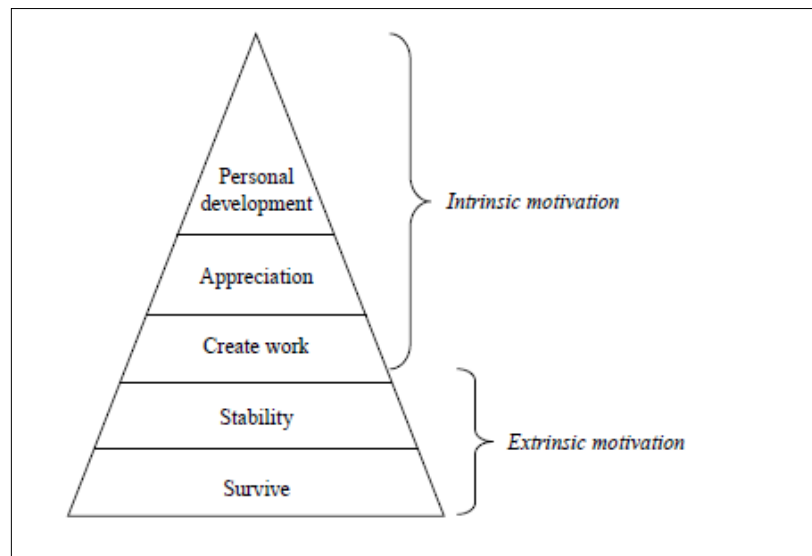 Personal
development
Intrinsic motivation
Appreciation
Create work
Stability
Extrinsic motivation
Survive